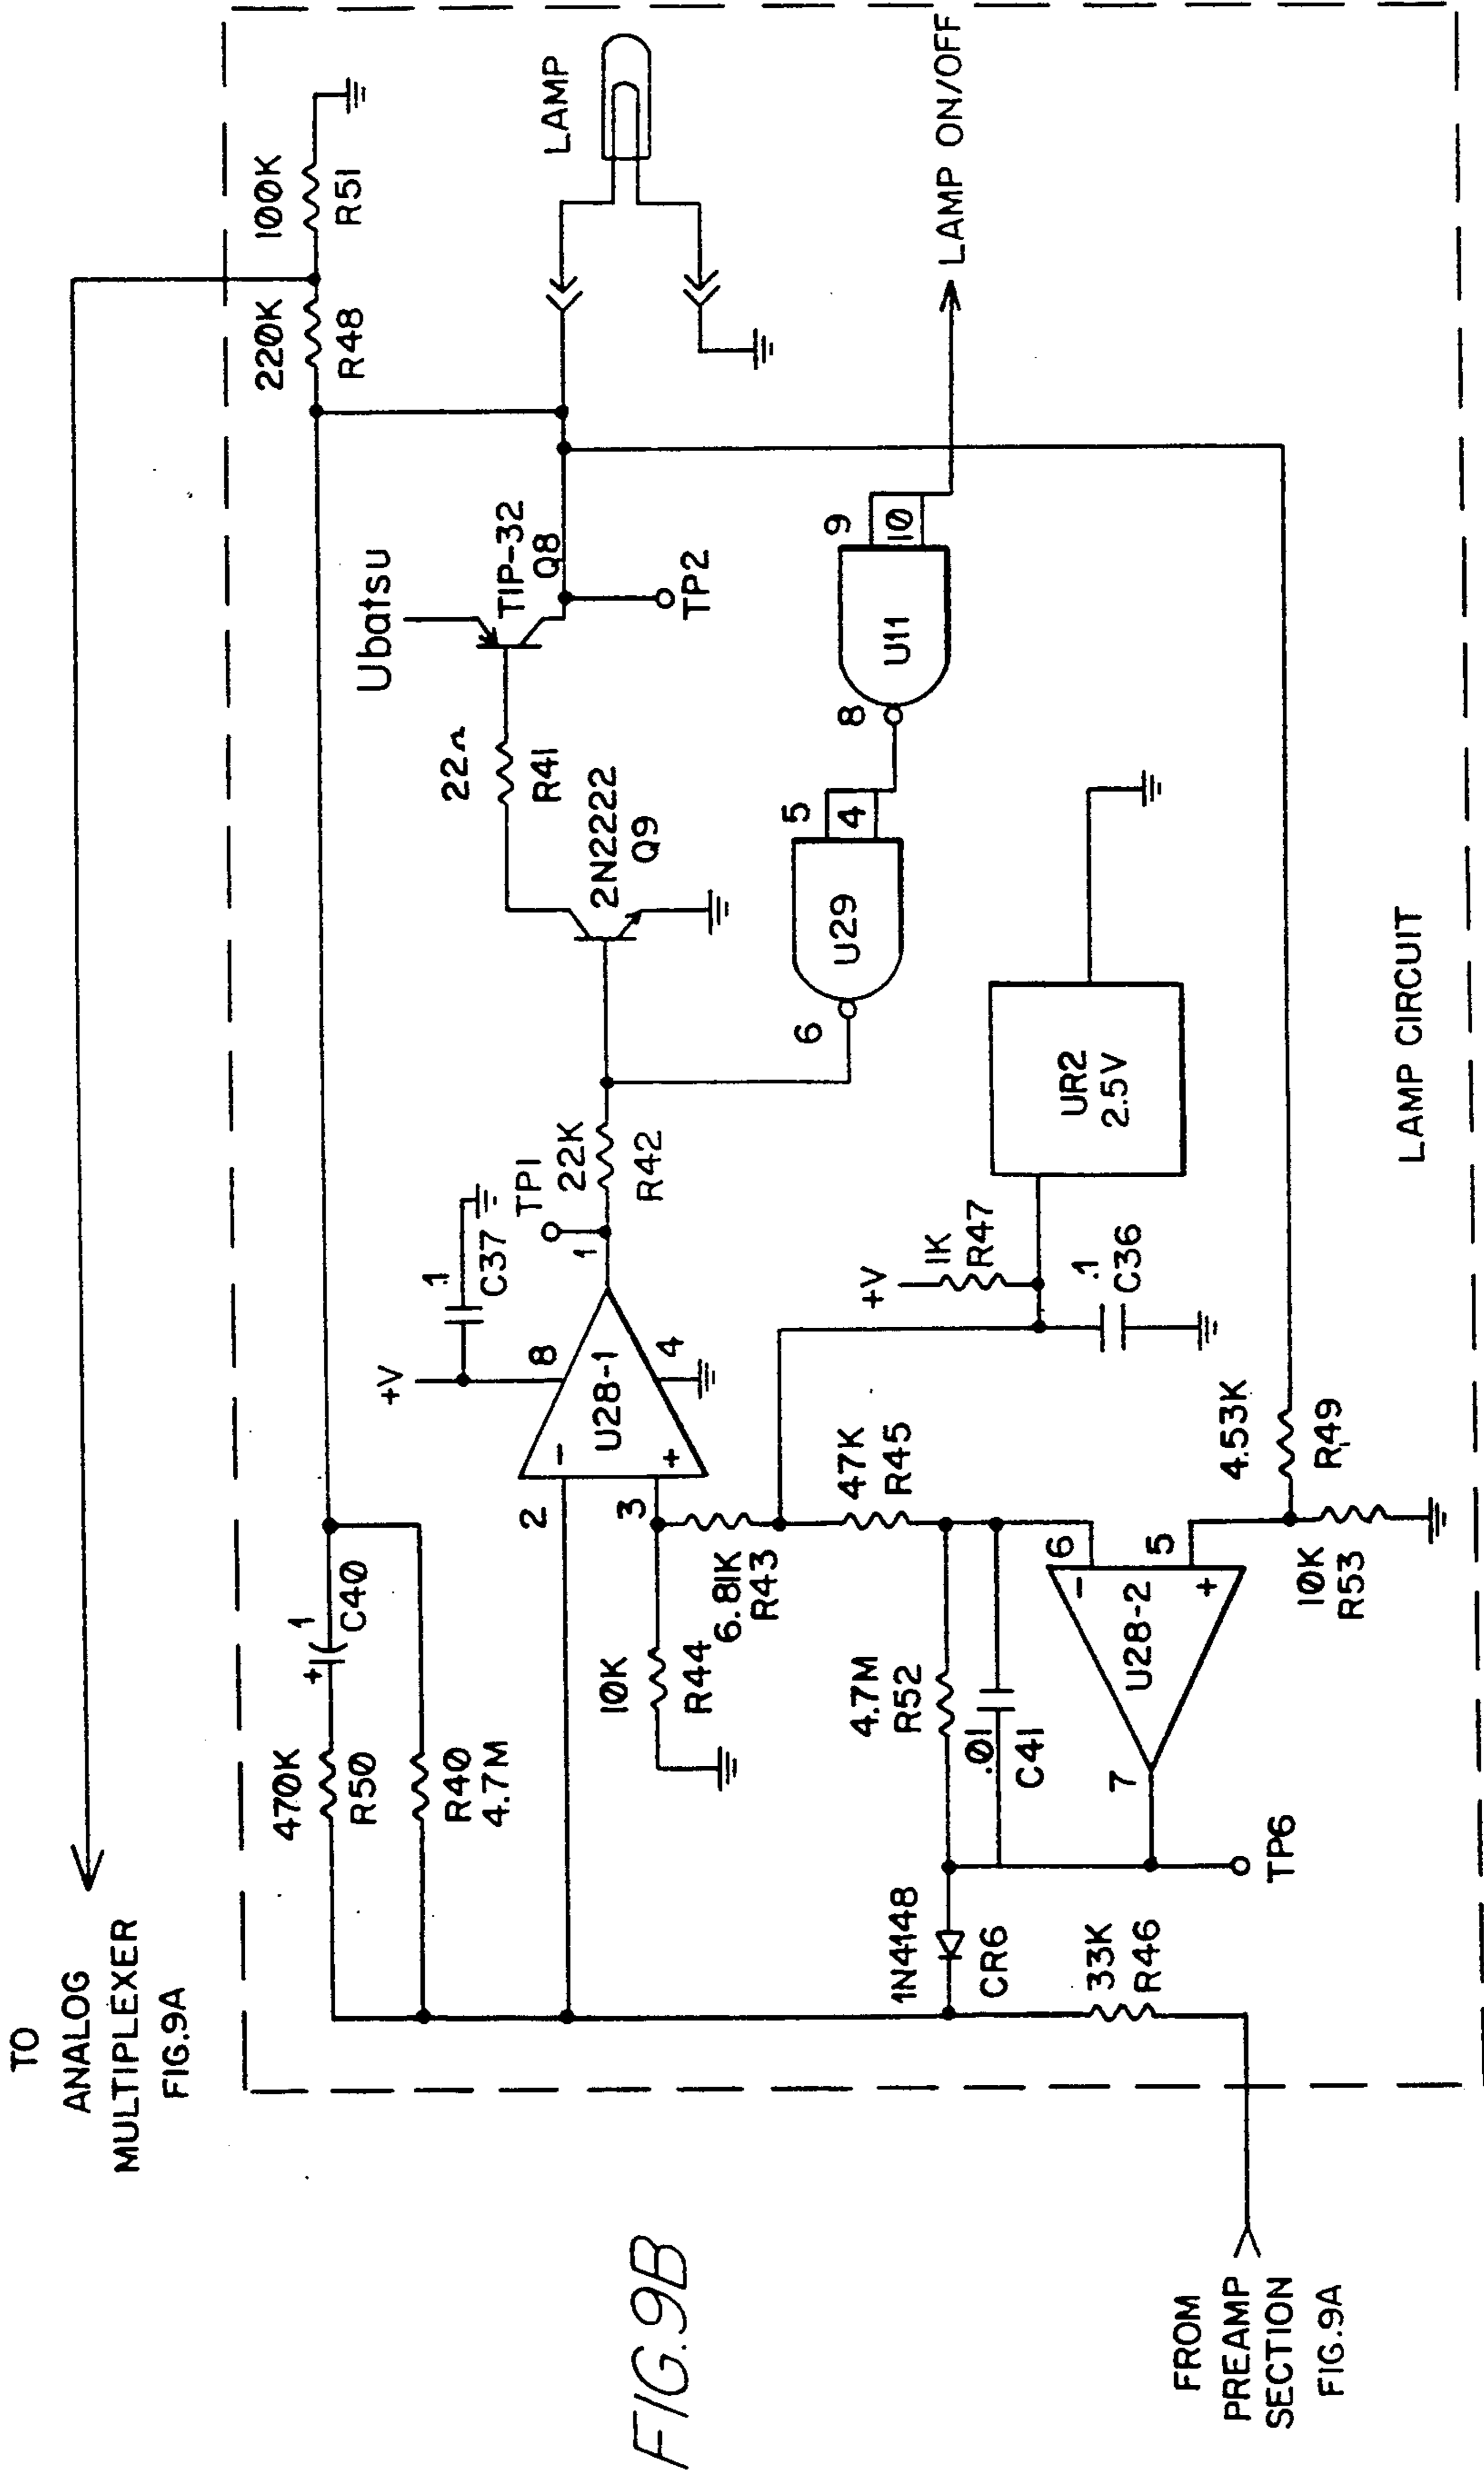 TO
ANALOG
MULTIPLEXER
FIG.9A
220K
R48
100K
R51
470K
R50
+
1
C40
R40
4.7M
Ubatsu
TIP-32
Q8
TP2
LAMP
22Ω
R41
2N2222
Q9
+V
.1
C37
TP1
8
1
22K
R42
2
-
U28-1
3
+
4
10K
R44
6.81K
R43
47K
R45
6
U29
5
4
8
U11
9
10
LAMP ON/OFF
+V
1K
R47
.1
C36
UR2
2.5V
4.7M
R52
.01
C41
1N4148
CR6
33K
R46
7
U28-2
6
-
5
+
TP6
10K
R53
4.53K
R49
LAMP CIRCUIT
FROM
PREAMP
SECTION
FIG.9A
FIG.9B